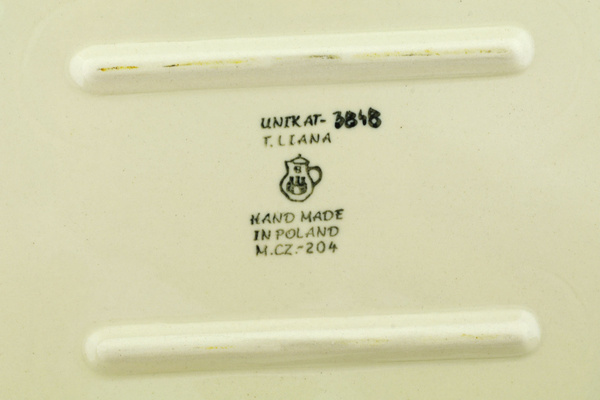 UNIKAT- 3848
T. LIANA
HAND MADE
IN POLAND
M.CZ.-204